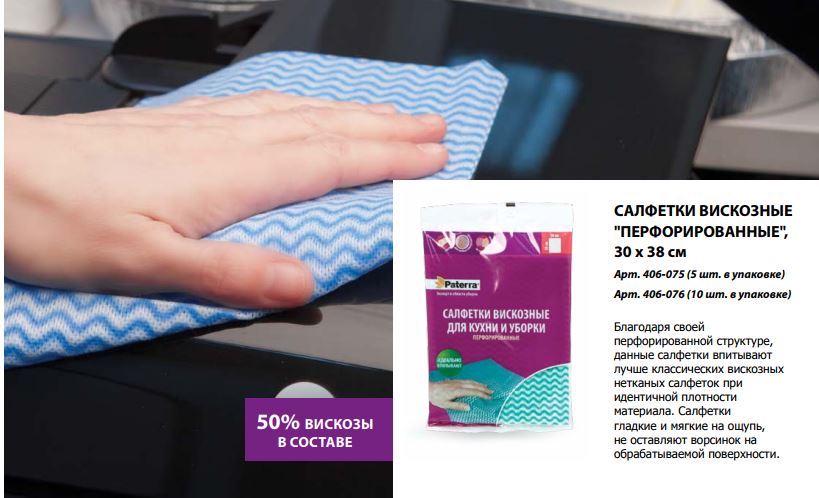 50% ВИСКОЗЫ
В СОСТАВЕ
Paterra
САЛФЕТКИ ВИСКОЗНЫЕ
ДЛЯ КУХНИ И УБОРКИ
ПЕРФОРИРОВАННЫЕ
ИДЕАЛЬНО
ВПИТЫВАЮТ
САЛФЕТКИ ВИСКОЗНЫЕ
"ПЕРФОРИРОВАННЫЕ",
30 х 38 см
Арт. 406-075 (5 шт. в упаковке)
Арт. 406-076 (10 шт. в упаковке)
Благодаря своей
перфорированной структуре,
данные салфетки впитывают
лучше классических вискозных
нетканых салфеток при
идентичной плотности
материала. Салфетки
гладкие и мягкие на ощупь,
не оставляют ворсинок на
обрабатываемой поверхности.